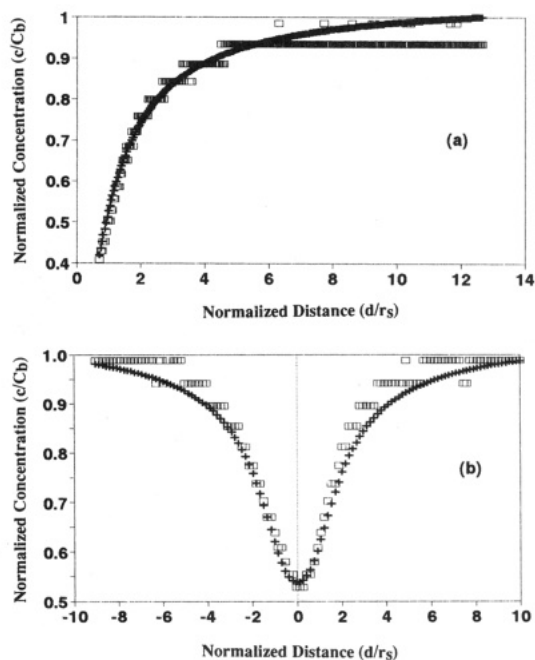 1
0.9
0.8
0.7
0.6
0.5
0.4
Normalized Concentration (c/Cb)
(a)
0 2 4 6 8 10 12 14
Normalized Distance (d/rs)
1.0
0.9
0.8
0.7
0.6
0.5
Normalized Concentration (c/Cb)
(b)
-10 -8 -6 -4 -2 0 2 4 6 8 10
Normalized Distance (d/rs)